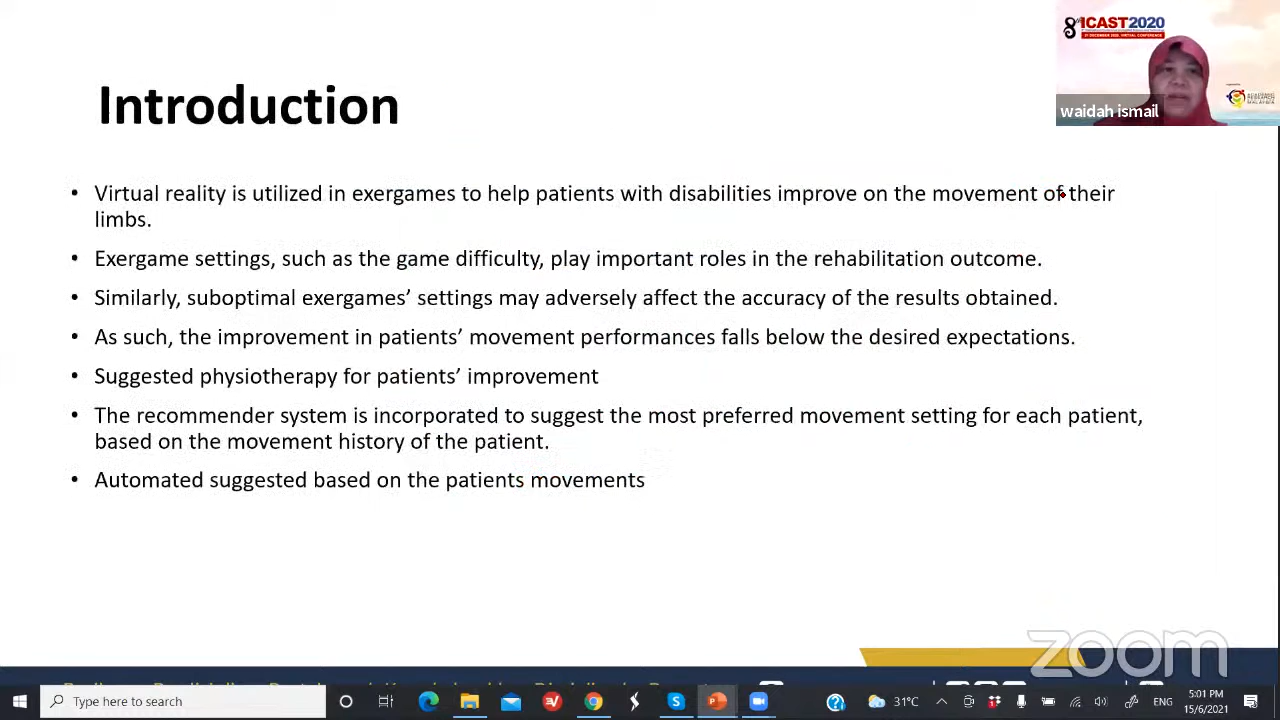 8th ICAST2020
waidah ismail
Introduction
• Virtual reality is utilized in exergames to help patients with disabilities improve on the movement of their
limbs.
• Exergame settings, such as the game difficulty, play important roles in the rehabilitation outcome.
• Similarly, suboptimal exergames’ settings may adversely affect the accuracy of the results obtained.
• As such, the improvement in patients’ movement performances falls below the desired expectations.
• Suggested physiotherapy for patients’ improvement
• The recommender system is incorporated to suggest the most preferred movement setting for each patient,
based on the movement history of the patient.
• Automated suggested based on the patients movements
zoom
Type here to search
31°C
ENG
5:01 PM
15/6/2021